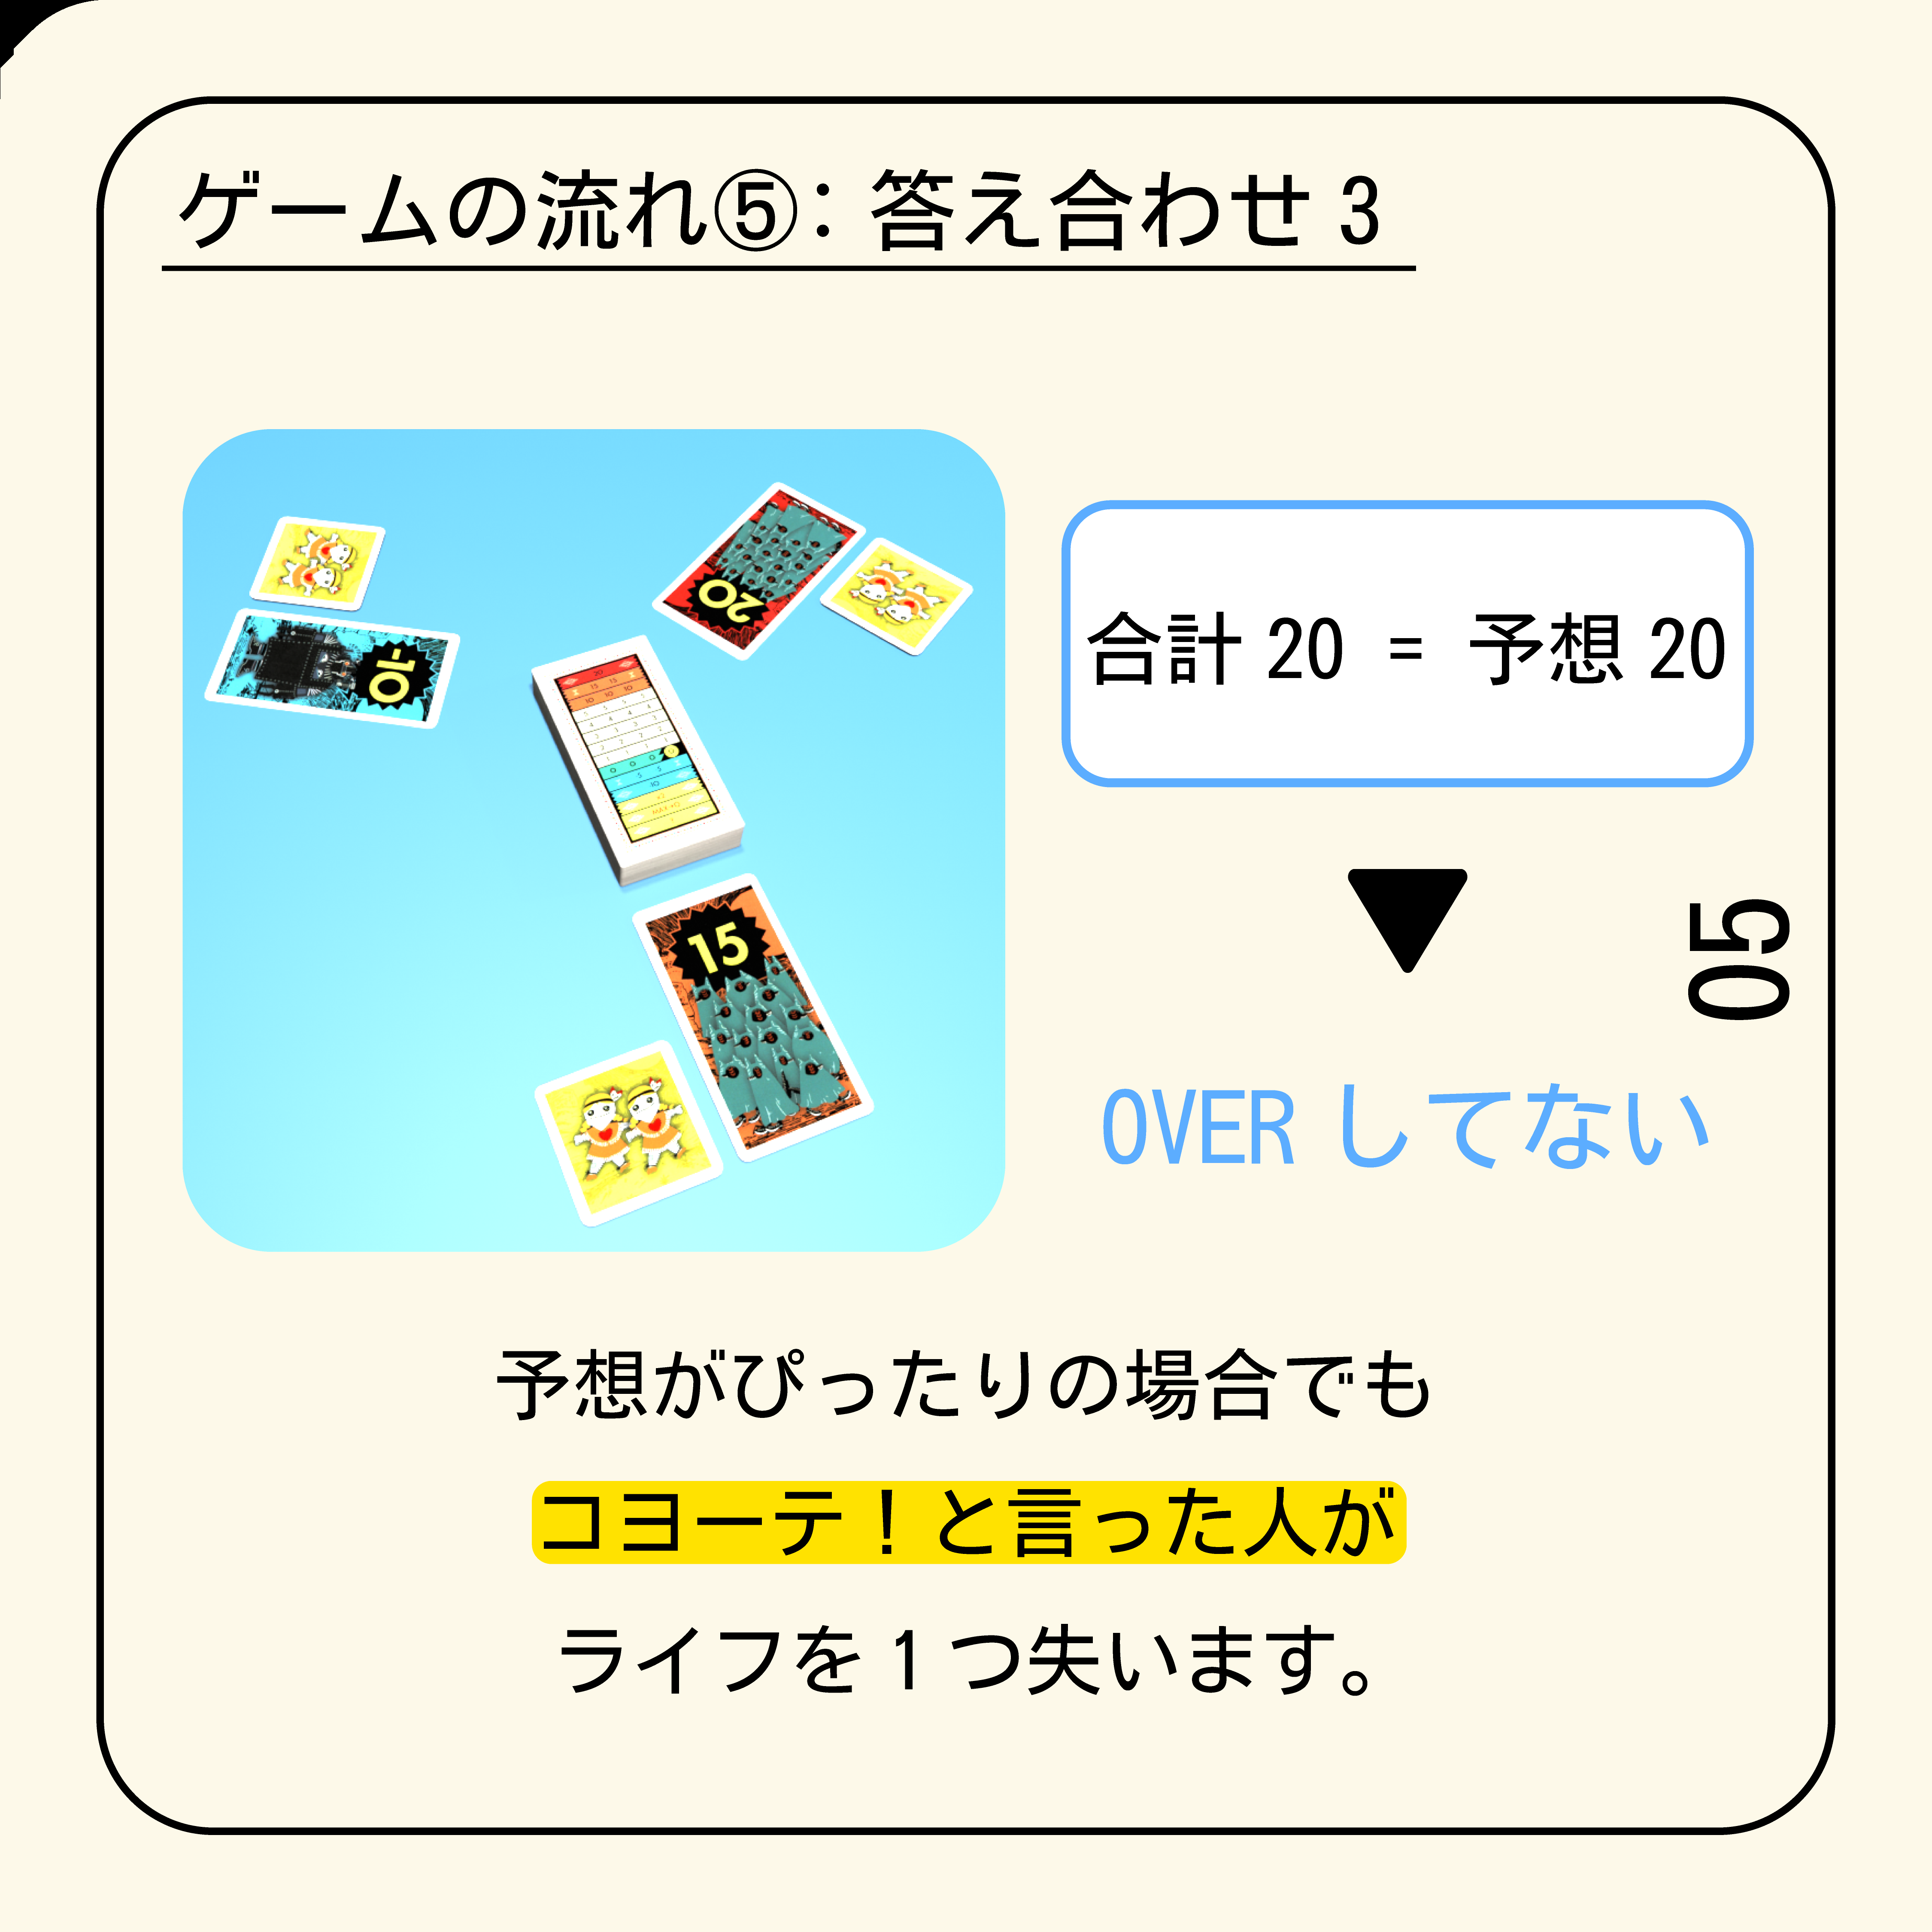 ゲームの流れ⑤：答え合わせ 3
-10
20
15
合計 20 = 予想 20
OVER してない
05
予想がぴったりの場合でも
コヨーテ！と言った人が
ライフを 1 つ失います。